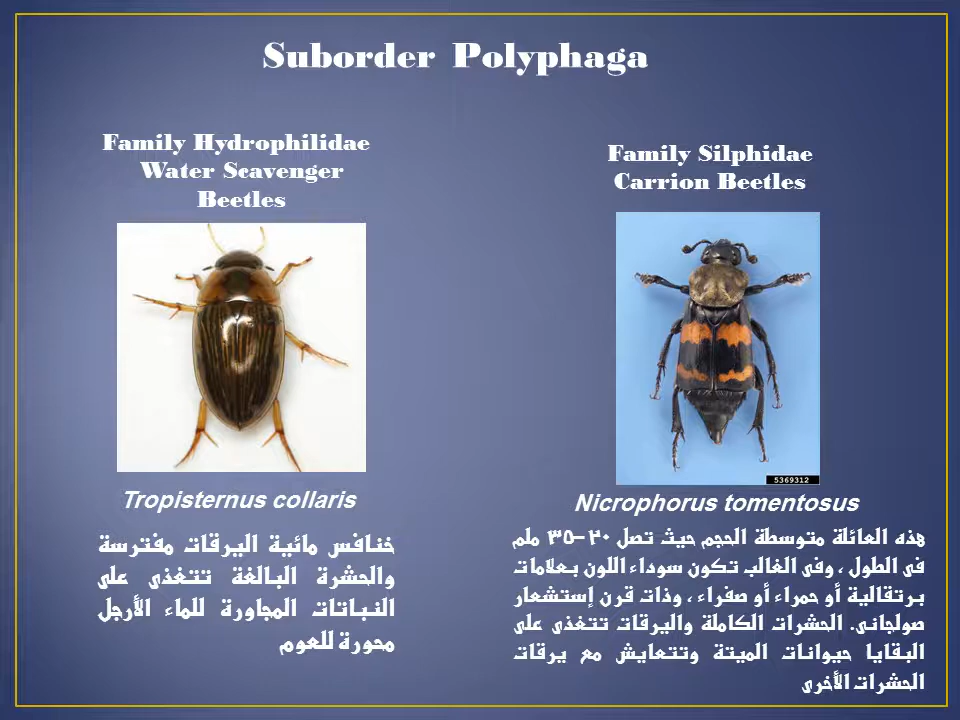 Suborder Polyphaga
Family Hydrophilidae
Water Scavenger
Beetles
Tropisternus collaris
خنافس مائية اليرقات مفترسة
والحشرة البالغة تتغذى على
النباتات المجاورة للماء الأرجل
محورة للعوم
Family Silphidae
Carrion Beetles
5369312
Nicrophorus tomentosus
هذه العائلة متوسطة الحجم حيث تصل ٢٠-٣٥ ملم
فى الطول ، وفى الغالب تكون سوداء اللون بعلامات
برتقالية أو حمراء أو صفراء ، وذات قرن إستشعار
صولجانى. الحشرات الكاملة واليرقات تتغذى على
البقايا حيوانات الميتة وتتعايش مع يرقات
الحشرات الأخرى